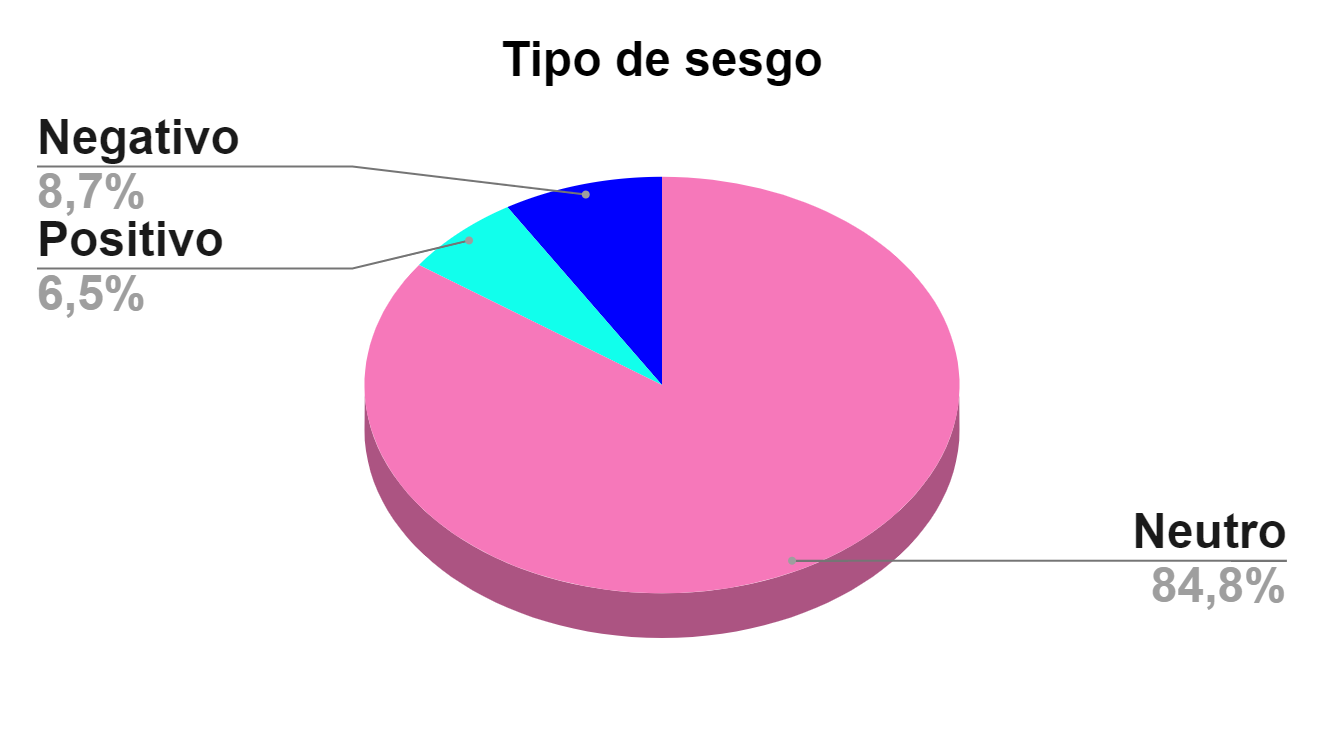 Tipo de sesgo
Negativo
8,7%
Positivo
6,5%
Neutro
84,8%